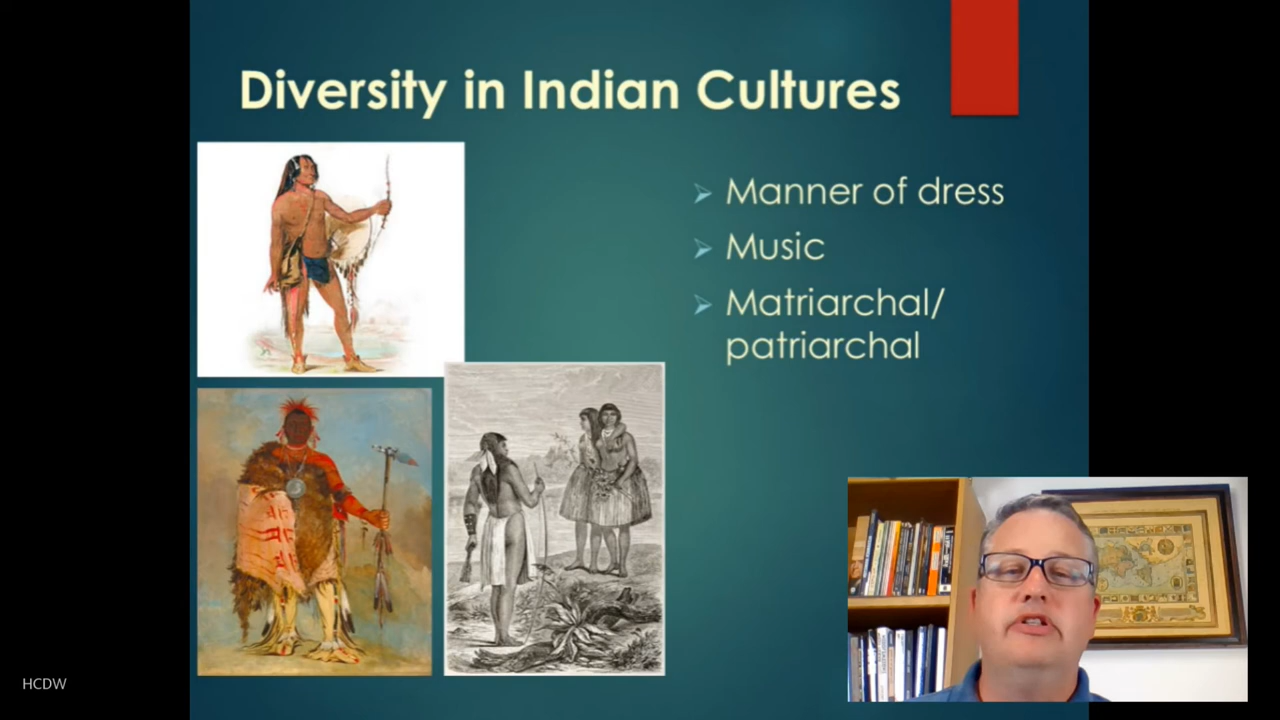 Diversity in Indian Cultures
Manner of dress
Music
Matriarchal/
patriarchal
HCDW